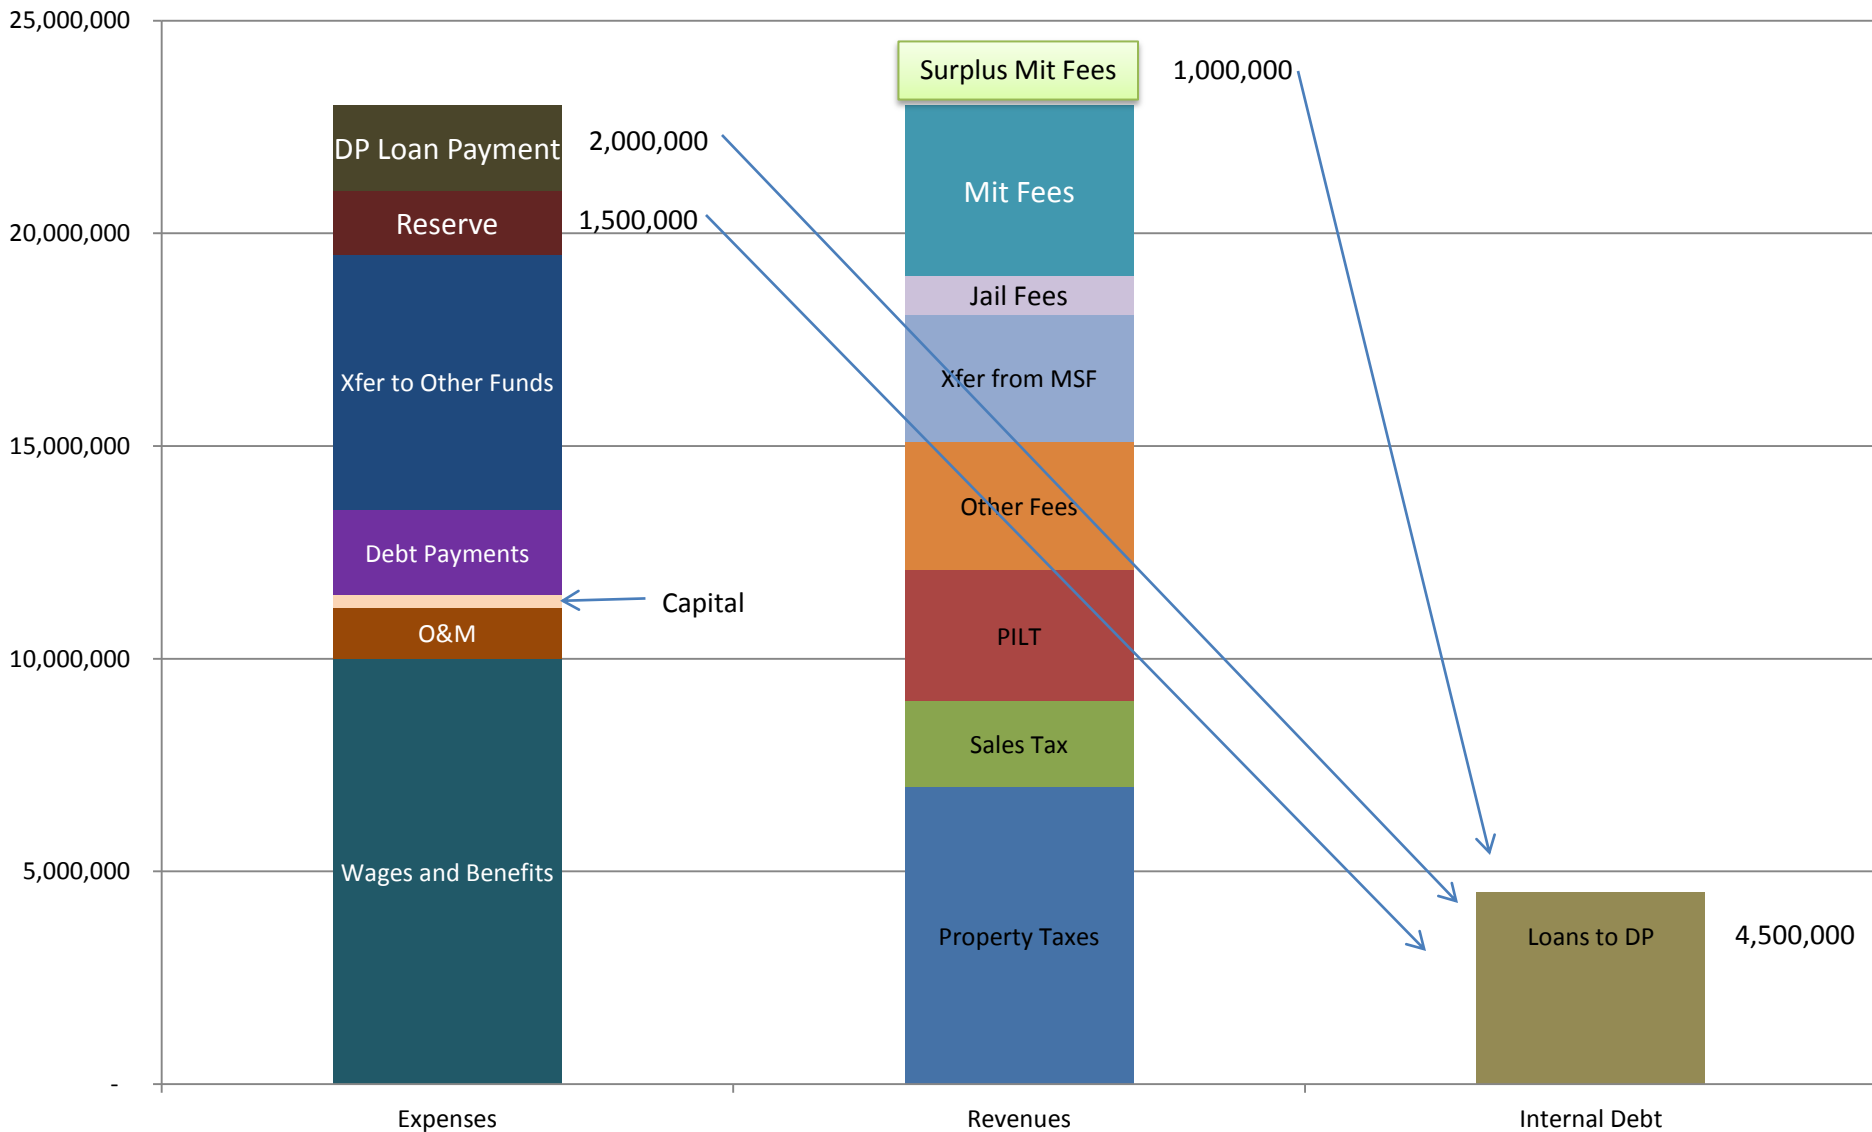 25,000,000
20,000,000
15,000,000
10,000,000
5,000,000
-
DP Loan Payment
2,000,000
Reserve
1,500,000
Xfer to Other Funds
Debt Payments
Capital
O&M
Wages and Benefits
Surplus Mit Fees
1,000,000
Mit Fees
Jail Fees
Xfer from MSF
Other Fees
PILT
Sales Tax
Property Taxes
Loans to DP
4,500,000
Expenses
Revenues
Internal Debt